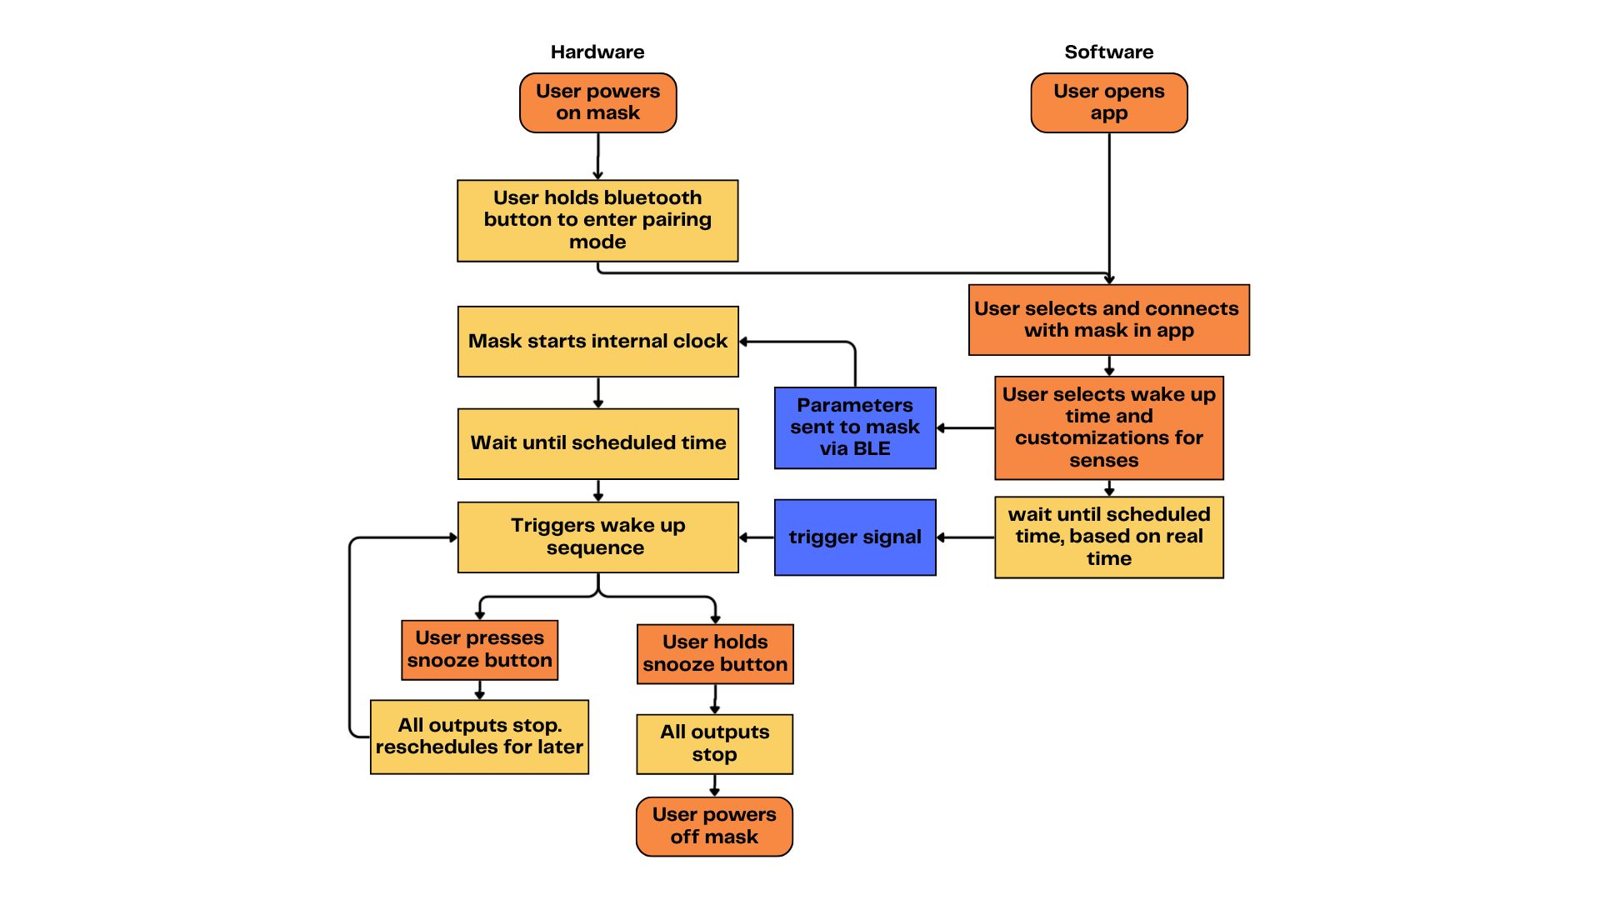 Hardware
Software
User powers
on mask
User opens
app
User holds bluetooth
button to enter pairing
mode
User selects and connects
with mask in app
Mask starts internal clock
Parameters
sent to mask
via BLE
User selects wake up
time and
customizations for
senses
Wait until scheduled time
Triggers wake up
sequence
trigger signal
wait until scheduled
time, based on real
time
User presses
snooze button
User holds
snooze button
All outputs stop.
reschedules for later
All outputs
stop
User powers
off mask